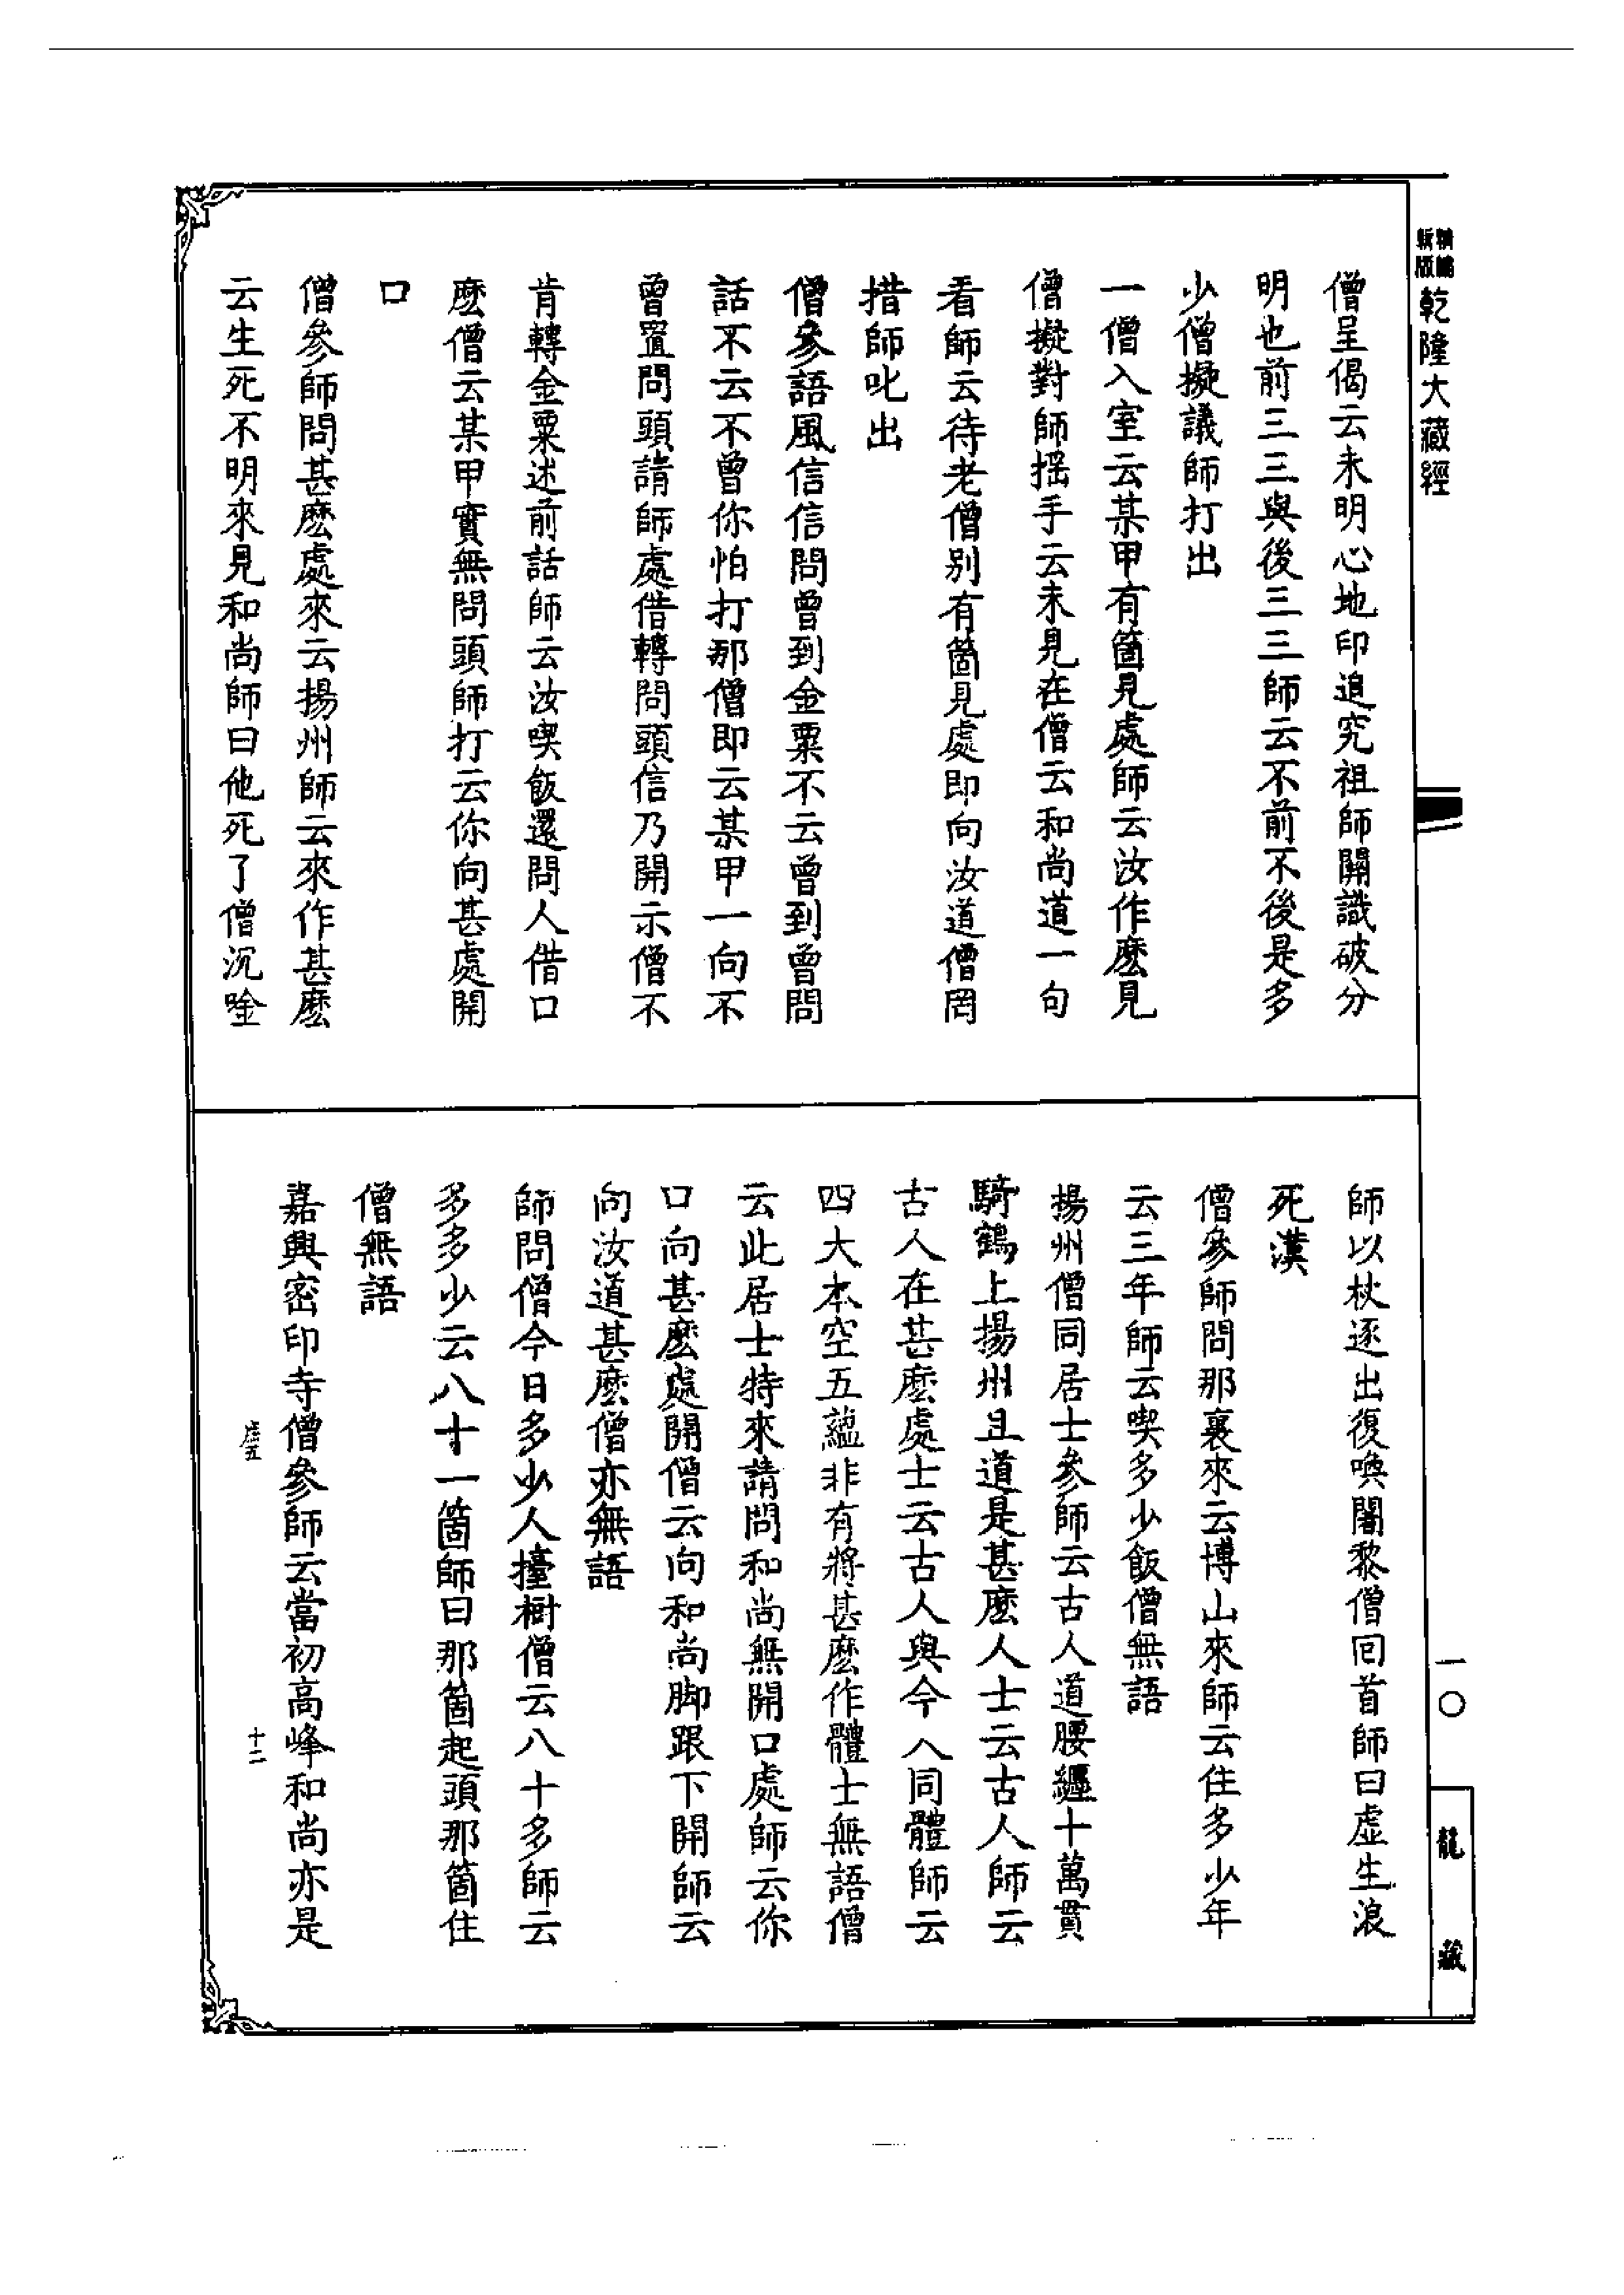 乾隆大藏經
僧呈偈云未明心地印追究祖師關識破分
明也前三三與後三三師云不前不後是多
少僧擬議師打出
一僧入室云某甲有箇見處師云汝作麼見
僧擬對師搖手云未見在僧云和尚道一句
看師云待老僧別有箇見處即向汝道僧罔
措師叱出
僧參語風信信問曾到金粟不云曾到曾問
話不云不曾你怕打那僧即云某甲一向不
曾置問頭請師處借轉問頭信乃開示僧不
肯轉金粟述前話師云汝喫飯還問人借口
麼僧云某甲實無問頭師打云你向甚處開
口
僧參師問甚麼處來云揚州師云來作甚麼
云生死不明來見和尚師曰他死了僧沉唫
師以杖逐出復喚闍黎僧回首師曰虛生浪
死漢
僧參師問那裏來云博山來師云住多少年
云三年師云喫多少飯僧無語
揚州僧同居士參師云古人道腰纏十萬貫
騎鶴上揚州且道是甚麼人士云古人師云
古人在甚麼處士云古人與今人同體師云
四大本空五蘊非有將甚麼作體士無語僧
云此居士特來請問和尚無開口處師云你
口向甚麼處開僧云向和尚脚跟下開師云
向汝道甚麼僧亦無語
師問僧今日多少人擡樹僧云八十多師云
多多少云八十一箇師曰那箇起頭那箇住
僧無語
嘉興密印寺僧參師云當初高峰和尚亦是
十二
一〇
龍藏